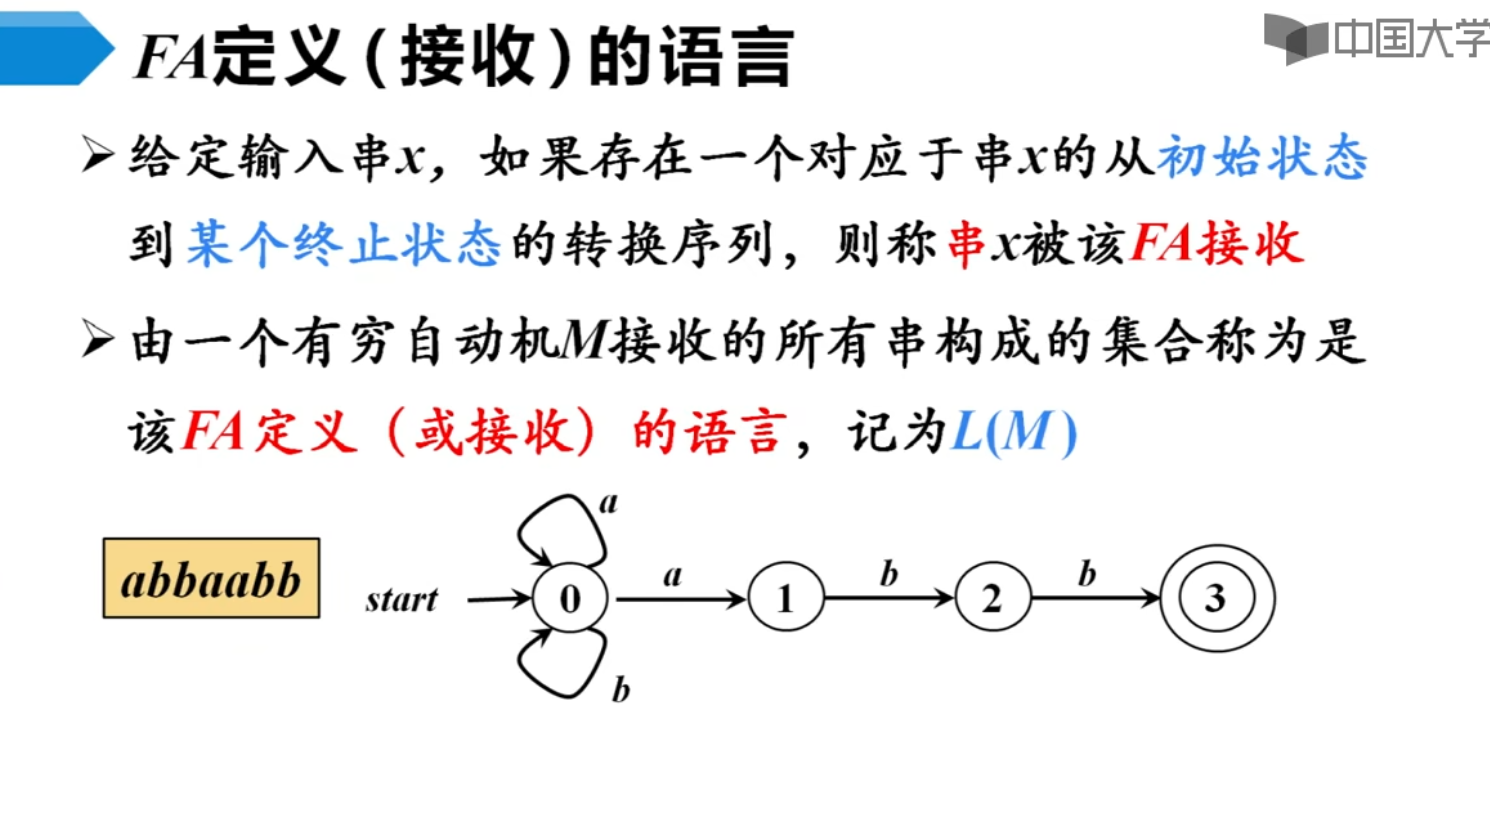 FA定义(接收)的语言
中国大学
给定输入串x，如果存在一个对应于串x的从初始状态
到某个终止状态的转换序列，则称串x被该FA接收
由一个有穷自动机M接收的所有串构成的集合称为是
该FA定义（或接收）的语言，记为L(M)
a
abbaabb
start
0
a
1
b
2
b
3
b